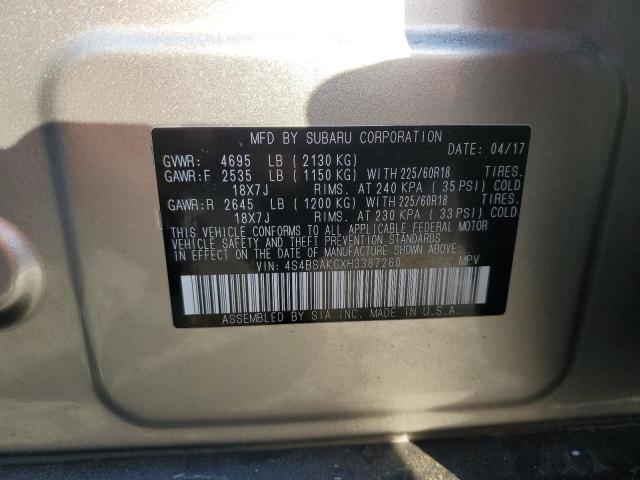 MFD BY SUBARU CORPORATION
DATE: 04/17
GVWR: 4695 LB ( 2130 KG)
GAWR:F 2535 LB ( 1150 KG) WITH 225/60R18 TIRES.
18X7J RIMS. AT 240 KPA ( 35 PSI) COLD
GAWR:R 2645 LB ( 1200 KG) WITH 225/60R18 TIRES.
18X7J RIMS. AT 230 KPA ( 33 PSI) COLD
THIS VEHICLE CONFORMS TO ALL APPLICABLE FEDERAL MOTOR
VEHICLE SAFETY AND THEFT PREVENTION STANDARDS
IN EFFECT ON THE DATE OF MANUFACTURE SHOWN ABOVE.
VIN: 4S4BSAKCXH3387260 MPV
ASSEMBLED BY SIA INC. MADE IN U.S.A.